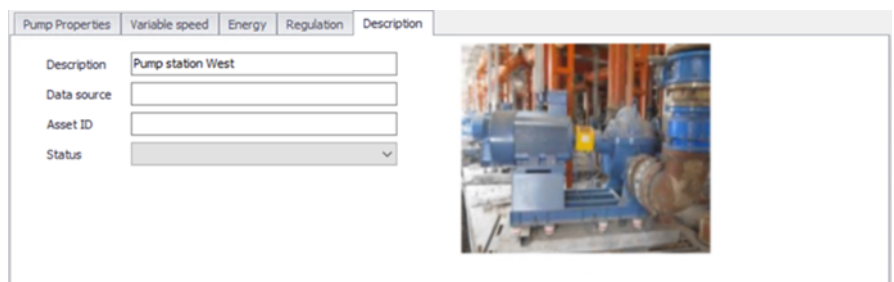 Pump Properties Variable speed Energy Regulation Description
Description Pump station West
Data source
Asset ID
Status